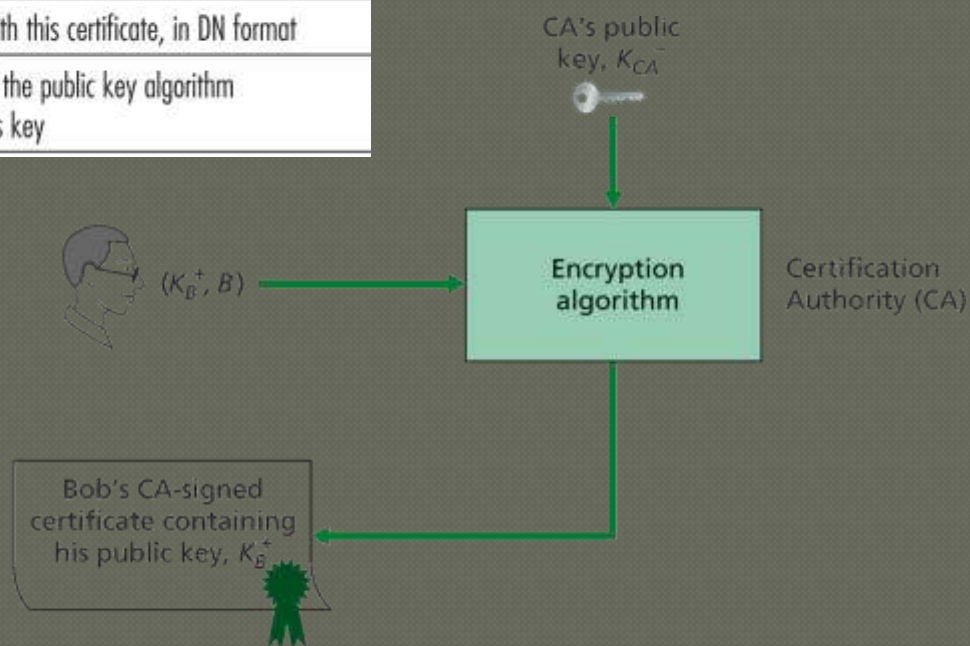 th this certificate, in DN format
the public key algorithm
s key
CA's public
key, K_CA^-
(K_B^+, B)
Encryption
algorithm
Certification
Authority (CA)
Bob's CA-signed
certificate containing
his public key, K_B^+